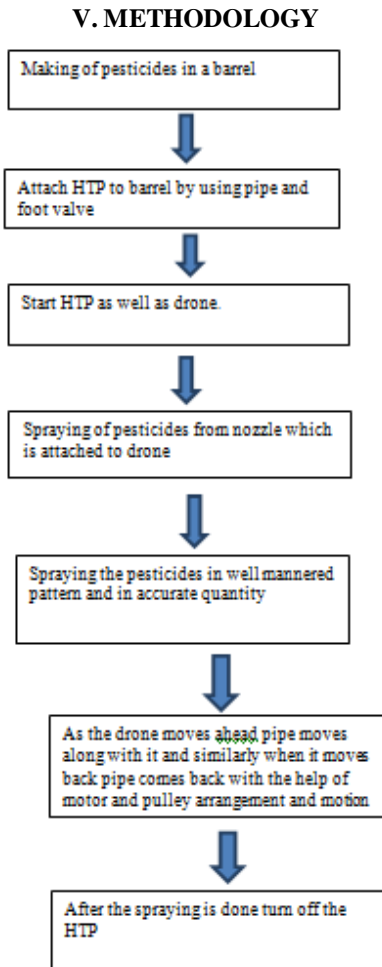 V. METHODOLOGY
Making of pesticides in a barrel
Attach HTP to barrel by using pipe and
foot valve
Start HTP as well as drone.
Spraying of pesticides from nozzle which
is attached to drone
Spraying the pesticides in well mannered
pattern and in accurate quantity
As the drone moves ahead pipe moves
along with it and similarly when it moves
back pipe comes back with the help of
motor and pulley arrangement and motion
After the spraying is done turn off the
HTP